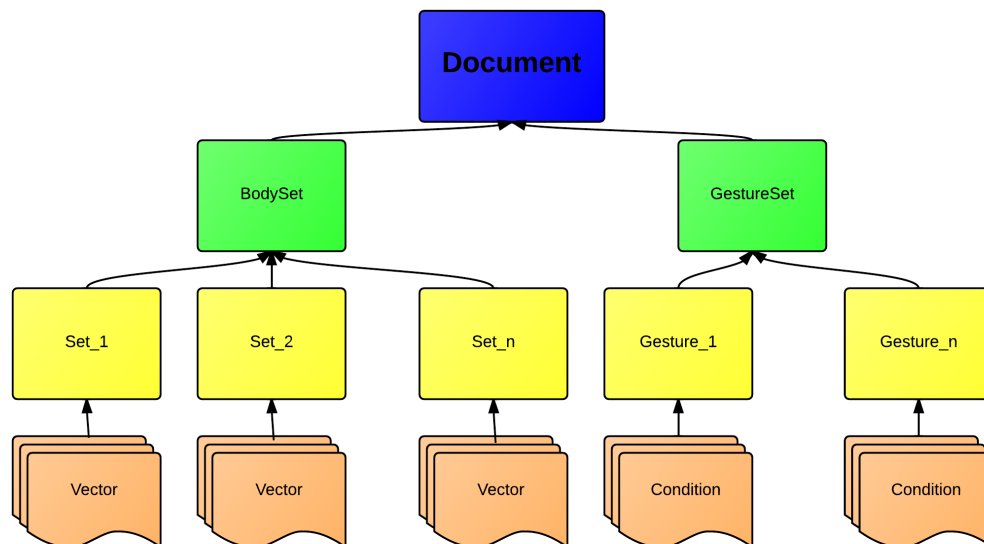 Document
BodySet
GestureSet
Set_1
Set_2
Set_n
Gesture_1
Gesture_n
Vector
Vector
Vector
Condition
Condition